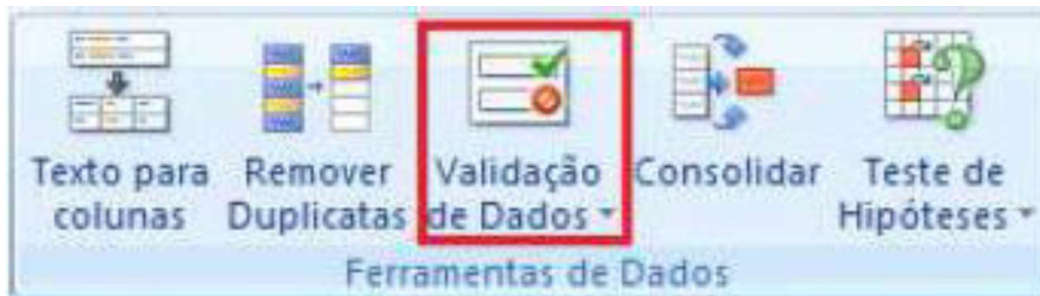 Texto para colunas
Remover Duplicatas
Validação de Dados
Consolidar
Teste de Hipóteses
Ferramentas de Dados